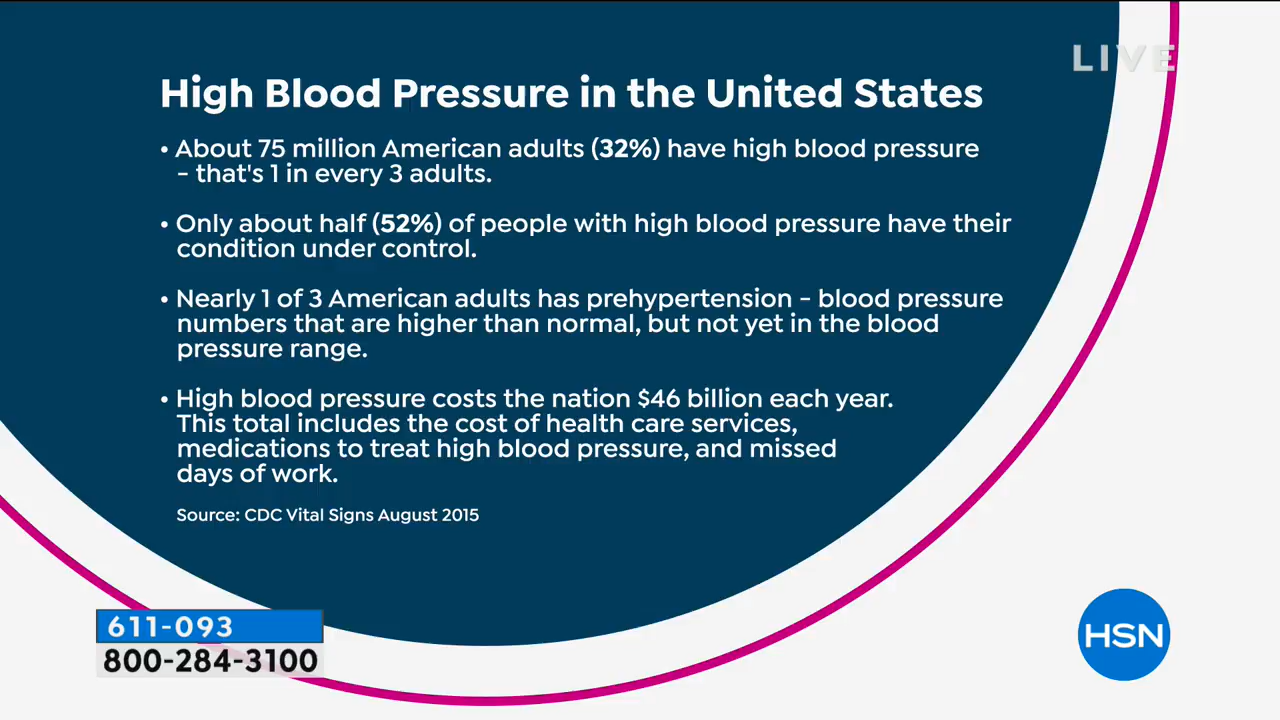 LIVE
High Blood Pressure in the United States
• About 75 million American adults (32%) have high blood pressure
- that's 1 in every 3 adults.
• Only about half (52%) of people with high blood pressure have their
condition under control.
• Nearly 1 of 3 American adults has prehypertension - blood pressure
numbers that are higher than normal, but not yet in the blood
pressure range.
• High blood pressure costs the nation $46 billion each year.
This total includes the cost of health care services,
medications to treat high blood pressure, and missed
days of work.
Source: CDC Vital Signs August 2015
611-093
800-284-3100
HSN